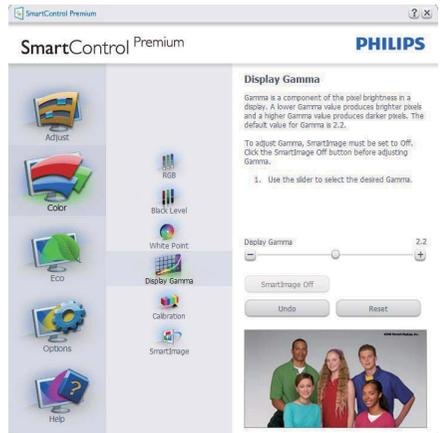 SmartControl Premium
SmartControl Premium
PHILIPS
Adjust
Color
Eco
Options
Help
RGB
Black Level
White Point
Display Gamma
Calibration
SmartImage
Display Gamma
Gamma is a component of the pixel brightness in a
display. A lower Gamma value produces brighter pixels
and a higher Gamma value produces darker pixels. The
default value for Gamma is 2.2.
To adjust Gamma, SmartImage must be set to Off.
Click the SmartImage Off button before adjusting
Gamma.
1. Use the slider to select the desired Gamma.
Display Gamma 2.2
SmartImage Off
Undo Reset